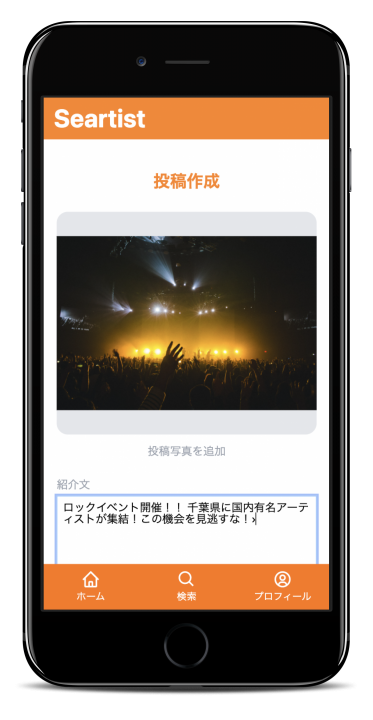 Seartist
投稿作成
投稿写真を追加
紹介文
ロックイベント開催！！ 千葉県に国内有名アーテ
ィストが集結！この機会を見逃すな！›
ホーム
検索
プロフィール